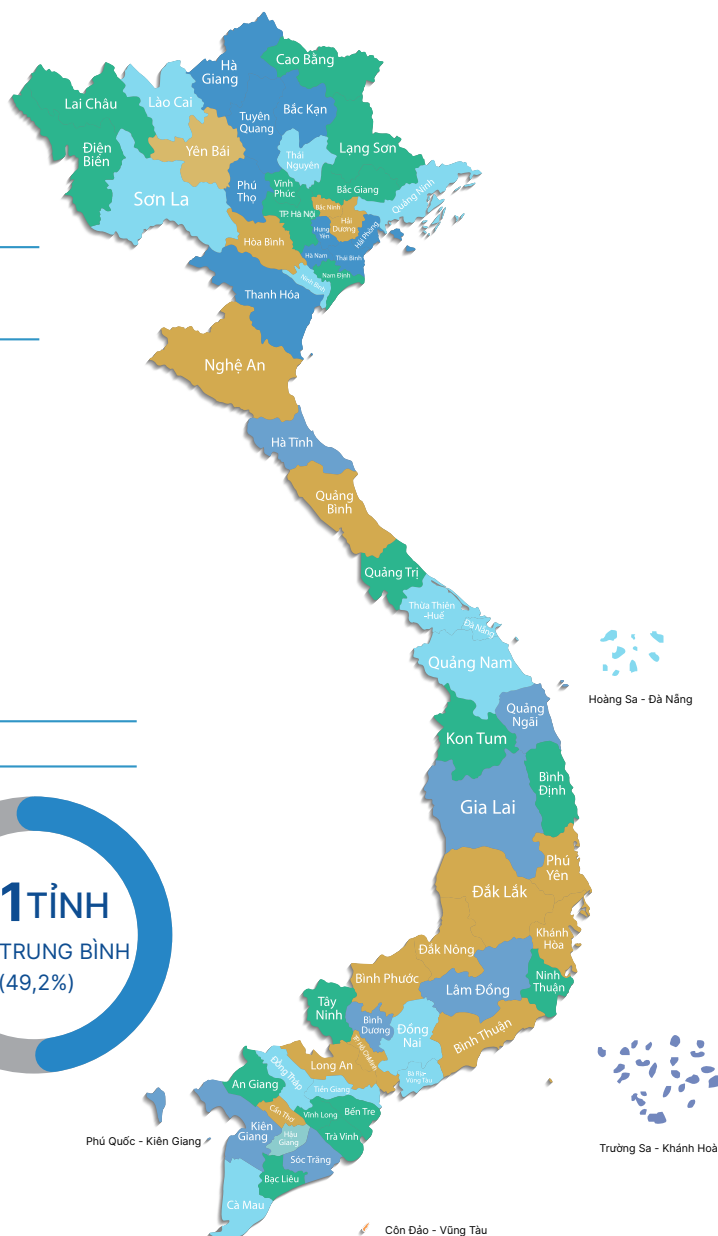 Hà
Giang
Cao Bằng
Lai Châu
Lào Cai
Bắc Kạn
Tuyên
Quang
Điện
Biên
Yên Bái
Thái
Nguyên
Lạng Sơn
Sơn La
Phú
Thọ
Vĩnh
Phúc
Bắc Giang
Quảng Ninh
TP. Hà Nội
Bắc Ninh
Hải
Dương
Hưng
Yên
Hải Phòng
Hòa Bình
Hà Nam
Thái Bình
Nam Định
Ninh Bình
Thanh Hóa
Nghệ An
Hà Tĩnh
Quảng
Bình
Quảng Trị
Thừa Thiên
-Huế
Đà Nẵng
Quảng Nam
Hoàng Sa - Đà Nẵng
Quảng
Ngãi
Kon Tum
Bình
Định
Gia Lai
Phú
Yên
Đắk Lắk
1 TỈNH
TRUNG BÌNH
(49,2%)
Khánh
Hòa
Đắk Nông
Bình Phước
Lâm Đồng
Ninh
Thuận
Tây
Ninh
Bình
Dương
Đồng
Nai
Bình Thuận
Long An
Bà Rịa-
Vũng Tàu
Đồng Tháp
Tiền Giang
An Giang
Cần Thơ
Vĩnh Long
Bến Tre
Kiên
Giang
Hậu
Giang
Trà Vinh
Phú Quốc - Kiên Giang
Sóc Trăng
Bạc Liêu
Cà Mau
Trường Sa - Khánh Hoà
Côn Đảo - Vũng Tàu